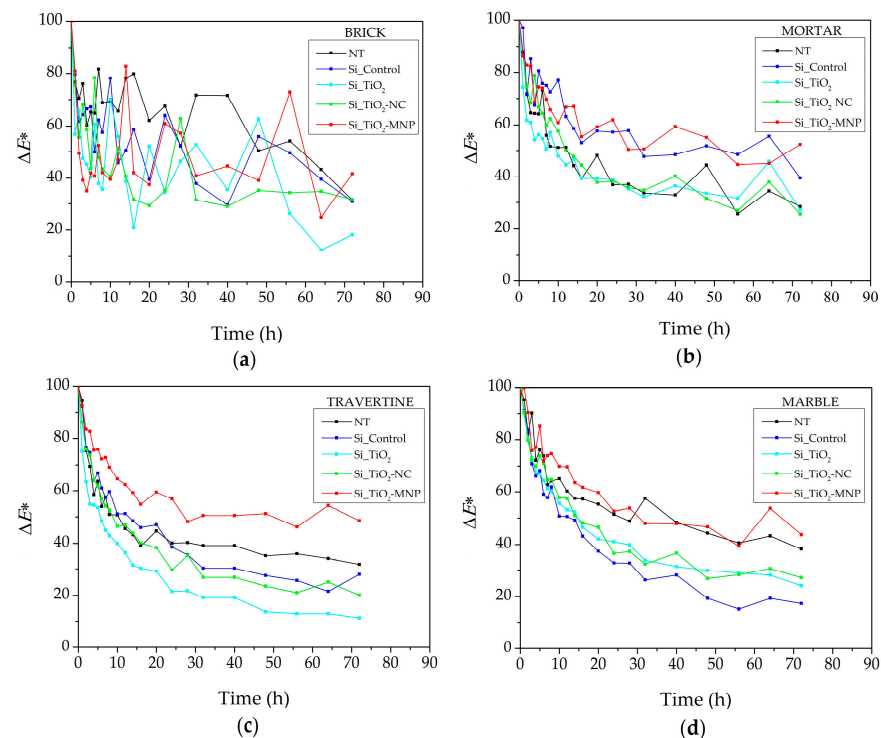 BRICK
NT
Si_Control
Si_TiO2
Si_TiO2-NC
Si_TiO2-MNP
100
80
60
40
20
0
ΔE*
0 10 20 30 40 50 60 70 80 90
Time (h)
(a)
MORTAR
NT
Si_Control
Si_TiO2
Si_TiO2 NC
Si_TiO2-MNP
100
80
60
40
20
0
ΔE*
0 10 20 30 40 50 60 70 80 90
Time (h)
(b)
TRAVERTINE
NT
Si_Control
Si_TiO2
Si_TiO2-NC
Si_TiO2-MNP
100
80
60
40
20
0
ΔE*
0 10 20 30 40 50 60 70 80 90
Time (h)
(c)
MARBLE
NT
Si_Control
Si_TiO2
Si_TiO2-NC
Si_TiO2-MNP
100
80
60
40
20
0
ΔE*
0 10 20 30 40 50 60 70 80 90
Time (h)
(d)